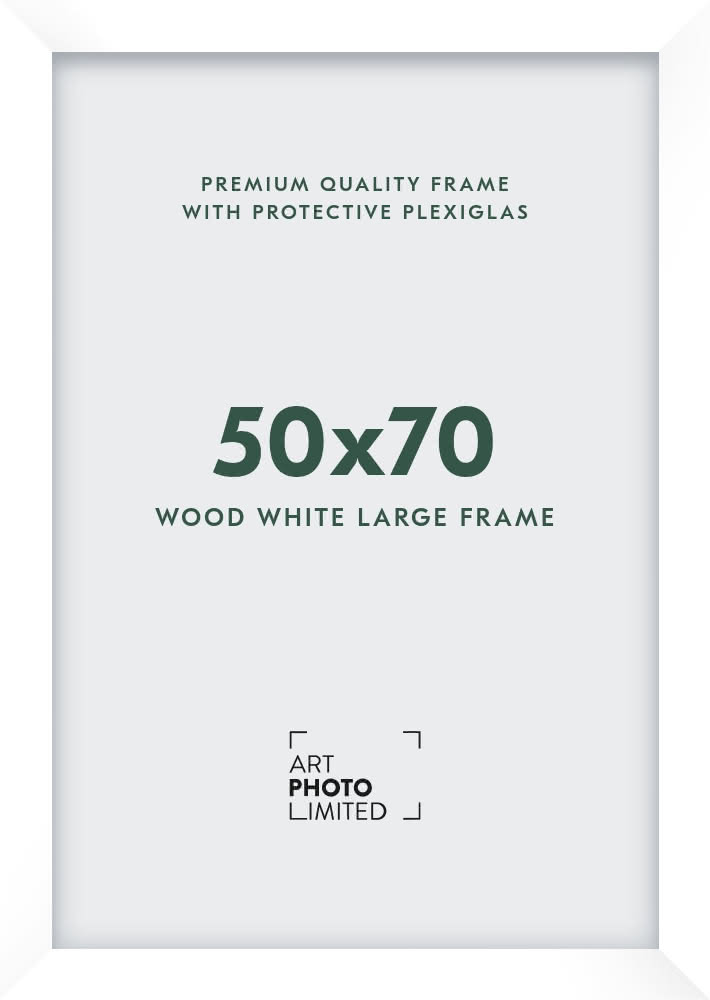 PREMIUM QUALITY FRAME
WITH PROTECTIVE PLEXIGLAS
50x70
WOOD WHITE LARGE FRAME
ART
PHOTO
LIMITED